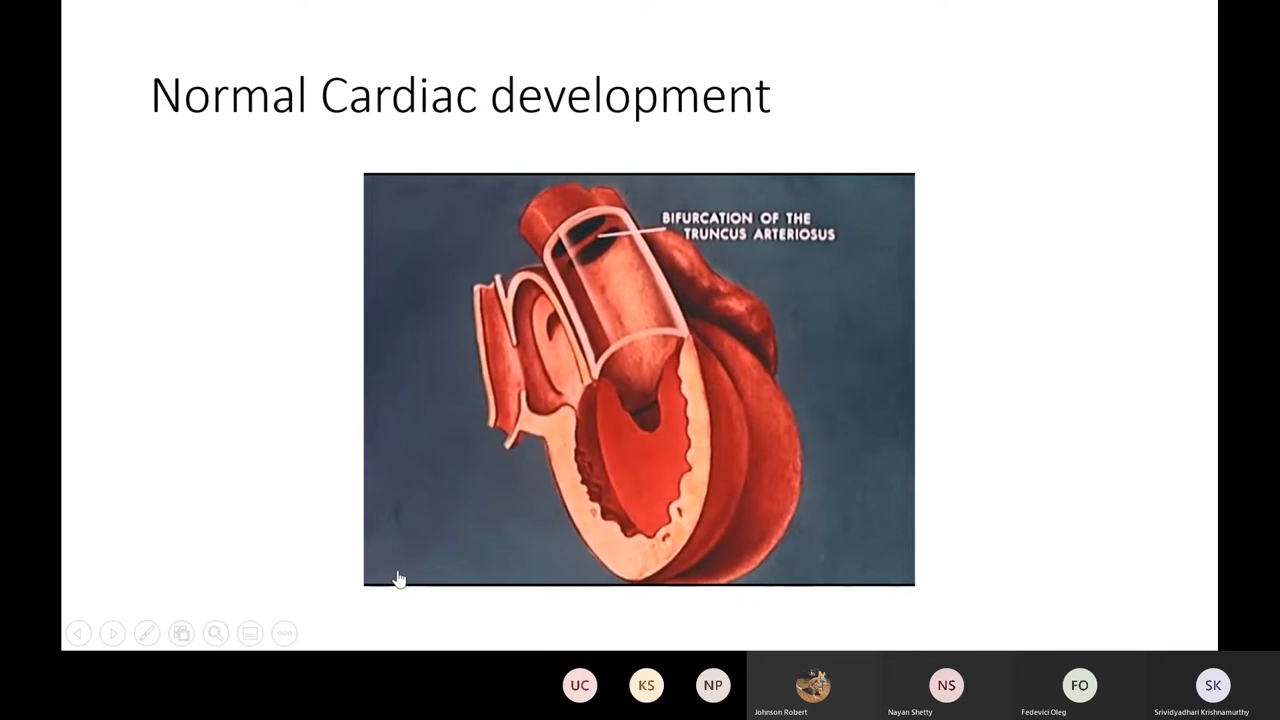 Normal Cardiac development
BIFURCATION OF THE
TRUNCUS ARTERIOSUS
UC
KS
NP
NS
FO
SK
Johnson Robert
Nayan Shetty
Fedevici Oleg
Srividyadhari Krishnamurthy